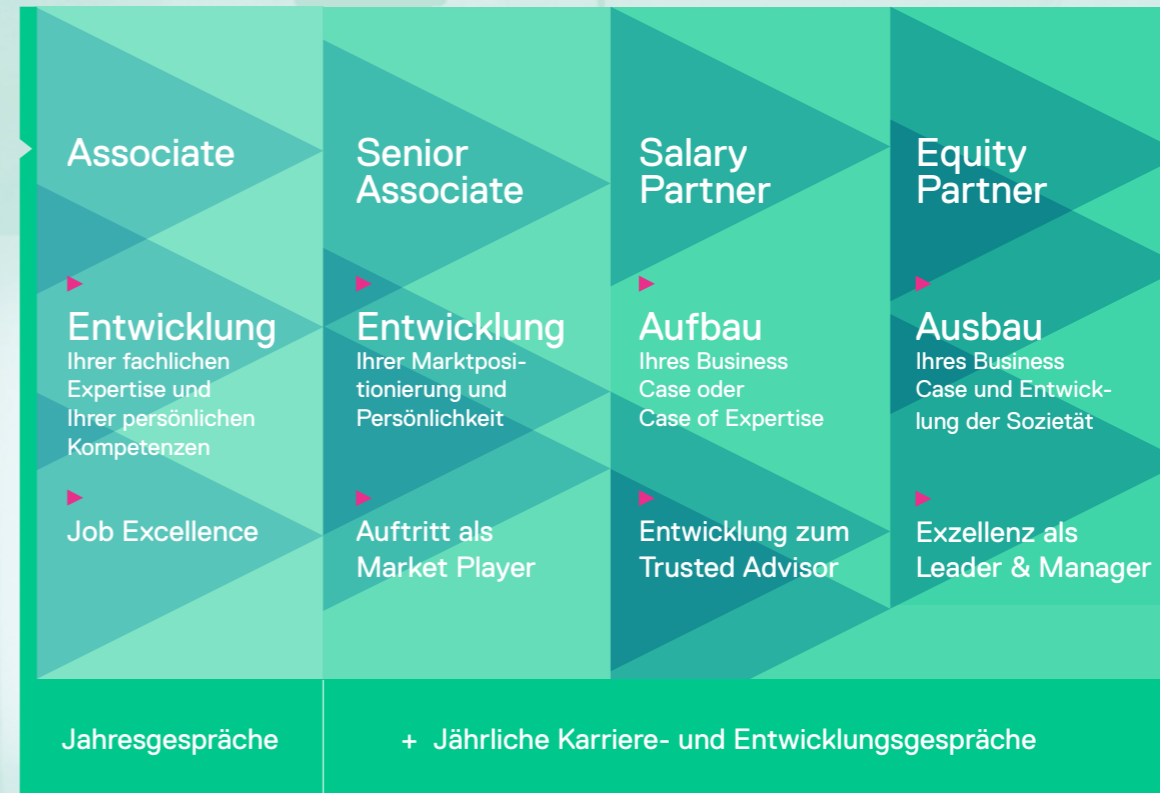 Associate
Entwicklung
Ihrer fachlichen
Expertise und
Ihrer persönlichen
Kompetenzen
Job Excellence
Senior
Associate
Entwicklung
Ihrer Marktposi-
tionierung und
Persönlichkeit
Auftritt als
Market Player
Salary
Partner
Aufbau
Ihres Business
Case oder
Case of Expertise
Entwicklung zum
Trusted Advisor
Equity
Partner
Ausbau
Ihres Business
Case und Entwick-
lung der Sozietät
Exzellenz als
Leader & Manager
Jahresgespräche
+ Jährliche Karriere- und Entwicklungsgespräche